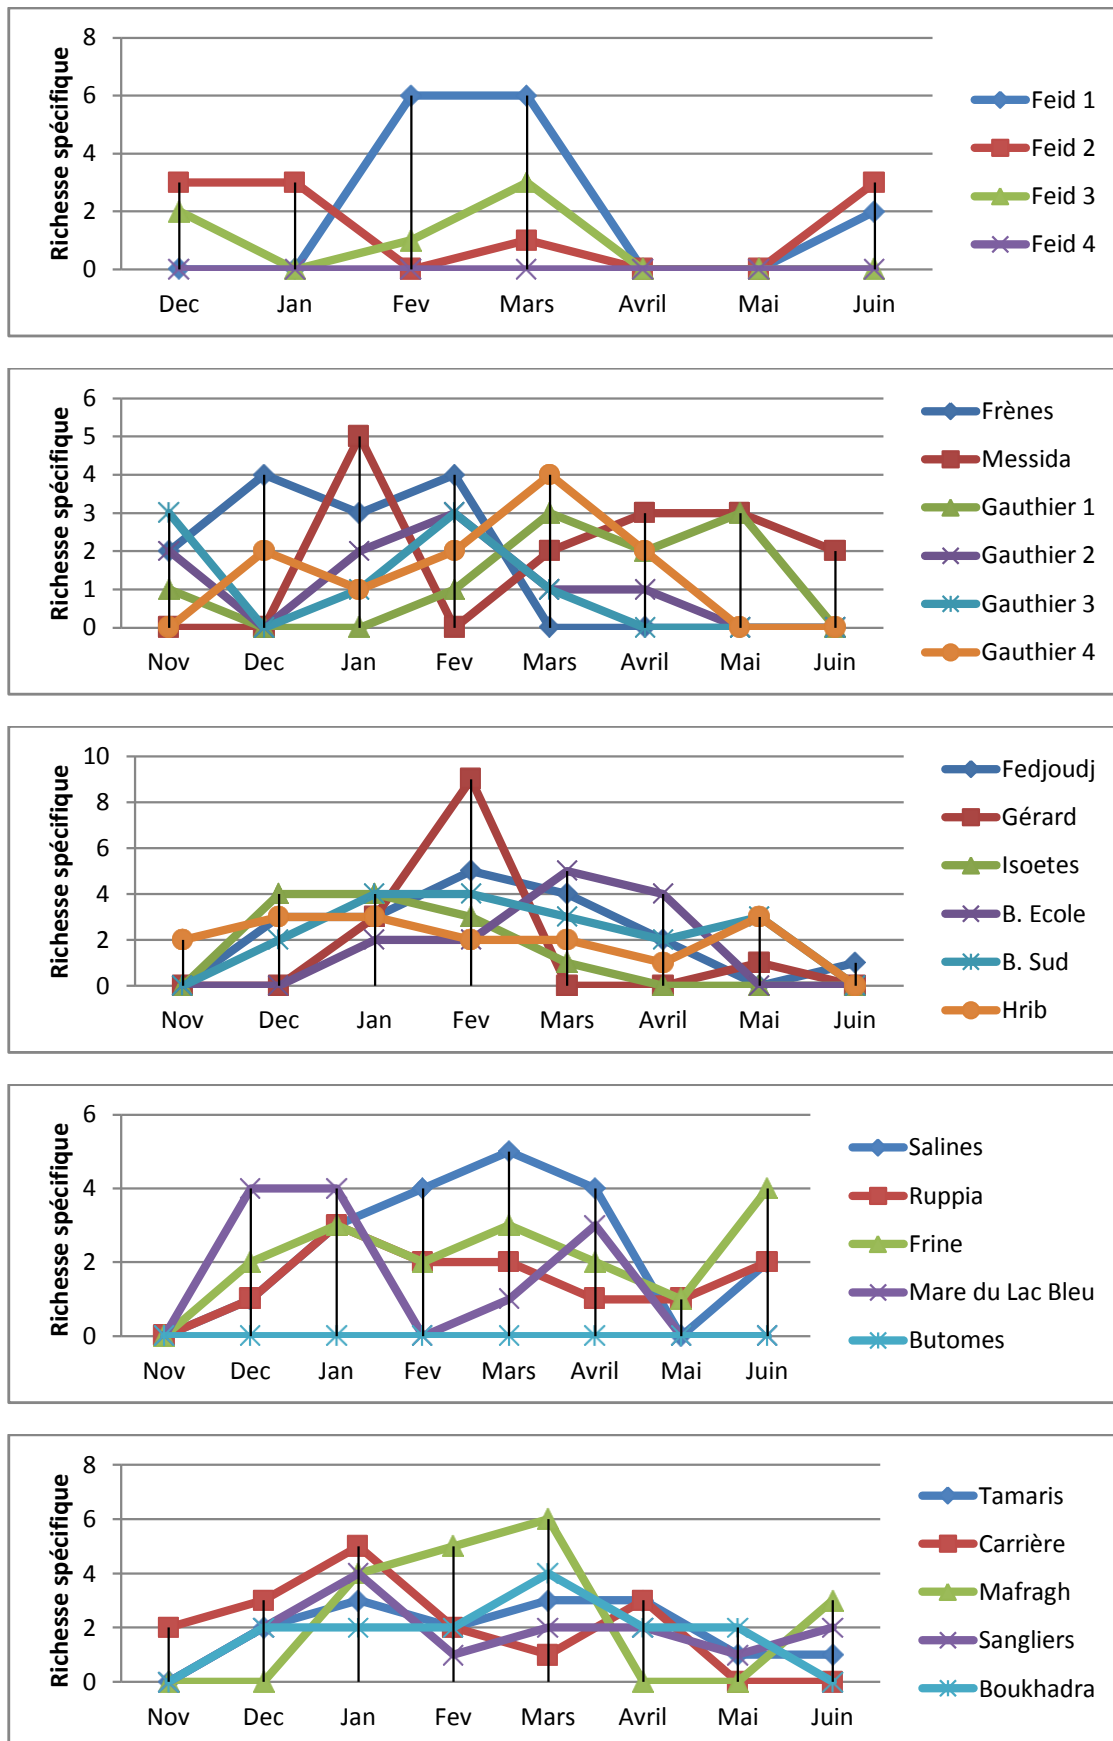 Richesse spécifique
8
6
4
2
0
Dec Jan Fev Mars Avril Mai Juin
Feid 1
Feid 2
Feid 3
Feid 4
Richesse spécifique
6
5
4
3
2
1
0
Nov Dec Jan Fev Mars Avril Mai Juin
Frènes
Messida
Gauthier 1
Gauthier 2
Gauthier 3
Gauthier 4
Richesse spécifique
10
8
6
4
2
0
Nov Dec Jan Fev Mars Avril Mai Juin
Fedjoudj
Gérard
Isoetes
B. Ecole
B. Sud
Hrib
Richesse spécifique
6
4
2
0
Nov Dec Jan Fev Mars Avril Mai Juin
Salines
Ruppia
Frine
Mare du Lac Bleu
Butomes
Richesse spécifique
8
6
4
2
0
Nov Dec Jan Fev Mars Avril Mai Juin
Tamaris
Carrière
Mafragh
Sangliers
Boukhadra